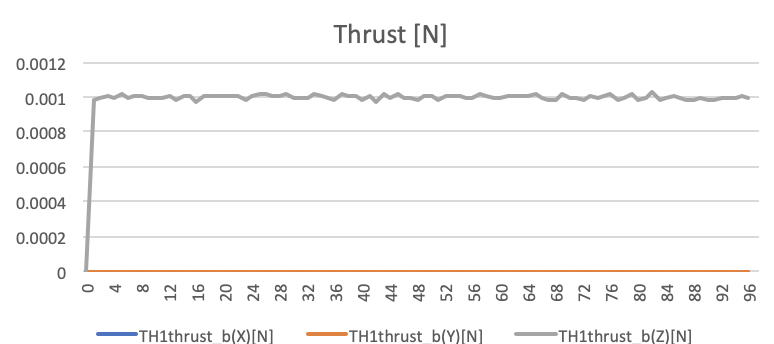 Thrust [N]
0.0012
0.001
0.0008
0.0006
0.0004
0.0002
0
0 4 8 12 16 20 24 28 32 36 40 44 48 52 56 60 64 68 72 76 80 84 88 92 96
TH1thrust_b(X)[N] TH1thrust_b(Y)[N] TH1thrust_b(Z)[N]